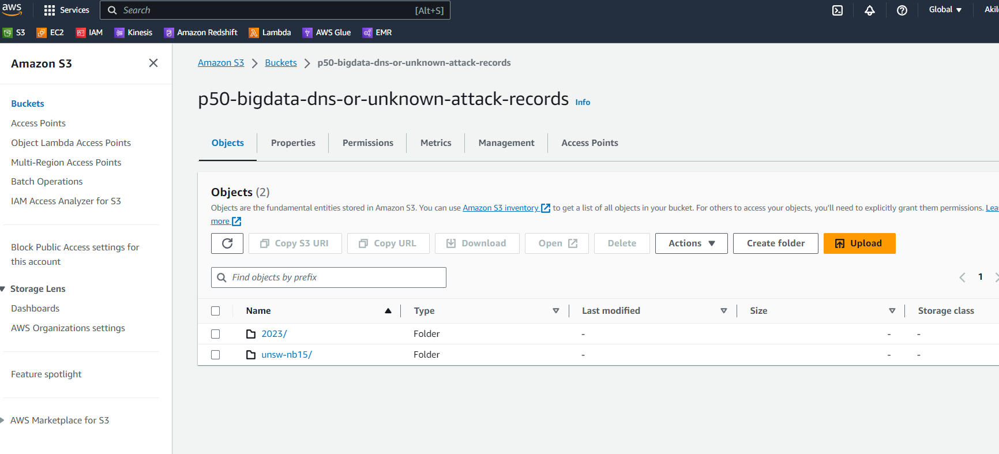 aws Services Search [Alt+S] Global
S3 EC2 IAM Kinesis Amazon Redshift Lambda AWS Glue EMR
Amazon S3
Buckets
Access Points
Object Lambda Access Points
Multi-Region Access Points
Batch Operations
IAM Access Analyzer for S3
Block Public Access settings for
this account
Storage Lens
Dashboards
AWS Organizations settings
Feature spotlight
AWS Marketplace for S3
Amazon S3 > Buckets > p50-bigdata-dns-or-unknown-attack-records
p50-bigdata-dns-or-unknown-attack-records Info
Objects Properties Permissions Metrics Management Access Points
Objects (2)
Objects are the fundamental entities stored in Amazon S3. You can use Amazon S3 inventory to get a list of all objects in your bucket. For others to access your objects, you'll need to explicitly grant them permissions.
more
Copy S3 URI Copy URL Download Open Delete Actions Create folder Upload
Find objects by prefix
1
Name Type Last modified Size Storage class
2023/ Folder - - -
unsw-nb15/ Folder - - -